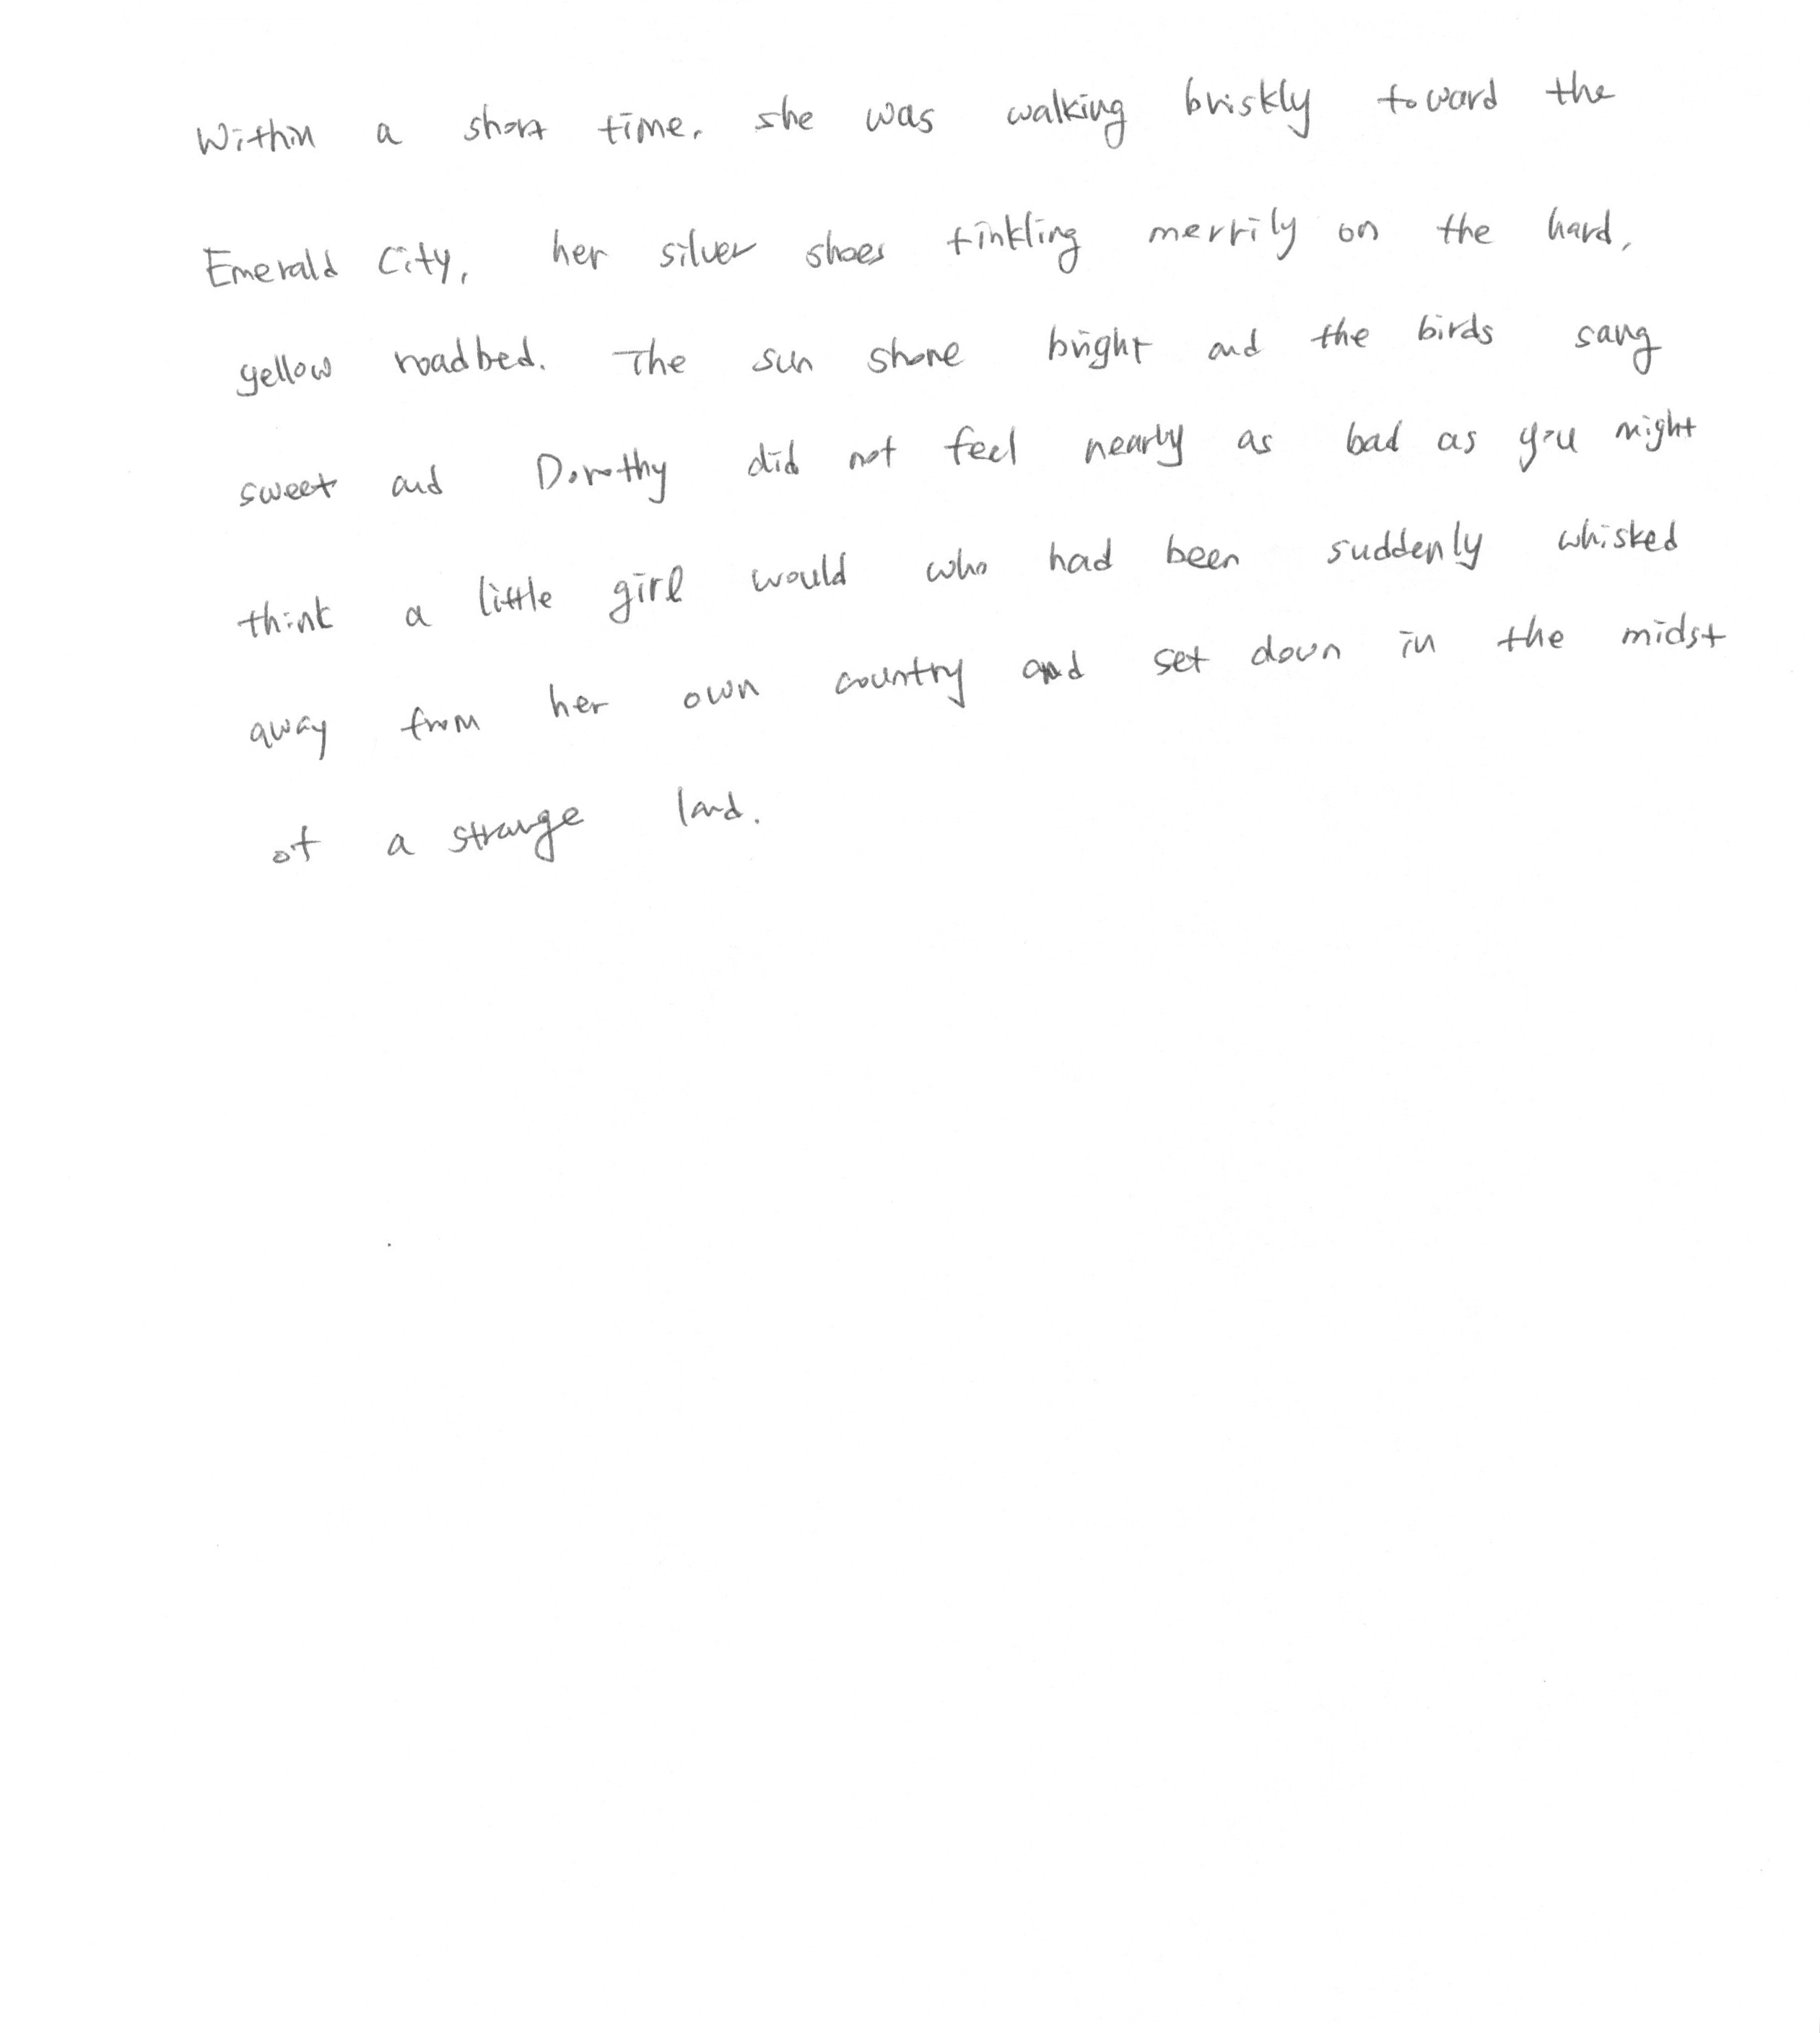 Within a short time, she was walking briskly toward the
Emerald City, her silver shoes tinkling merrily on the hard,
yellow roadbed. The sun shone bright and the birds sang
sweet and Dorothy did not feel nearly as bad as you might
think a little girl would who had been suddenly whisked
away from her own country and set down in the midst
of a strange land.